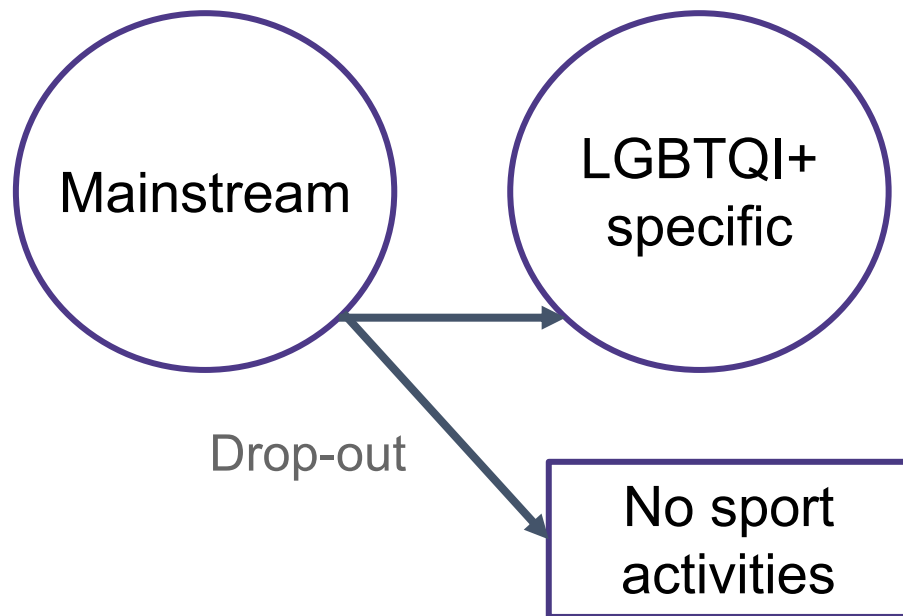 Mainstream
LGBTQI+
specific
Drop-out
No sport
activities